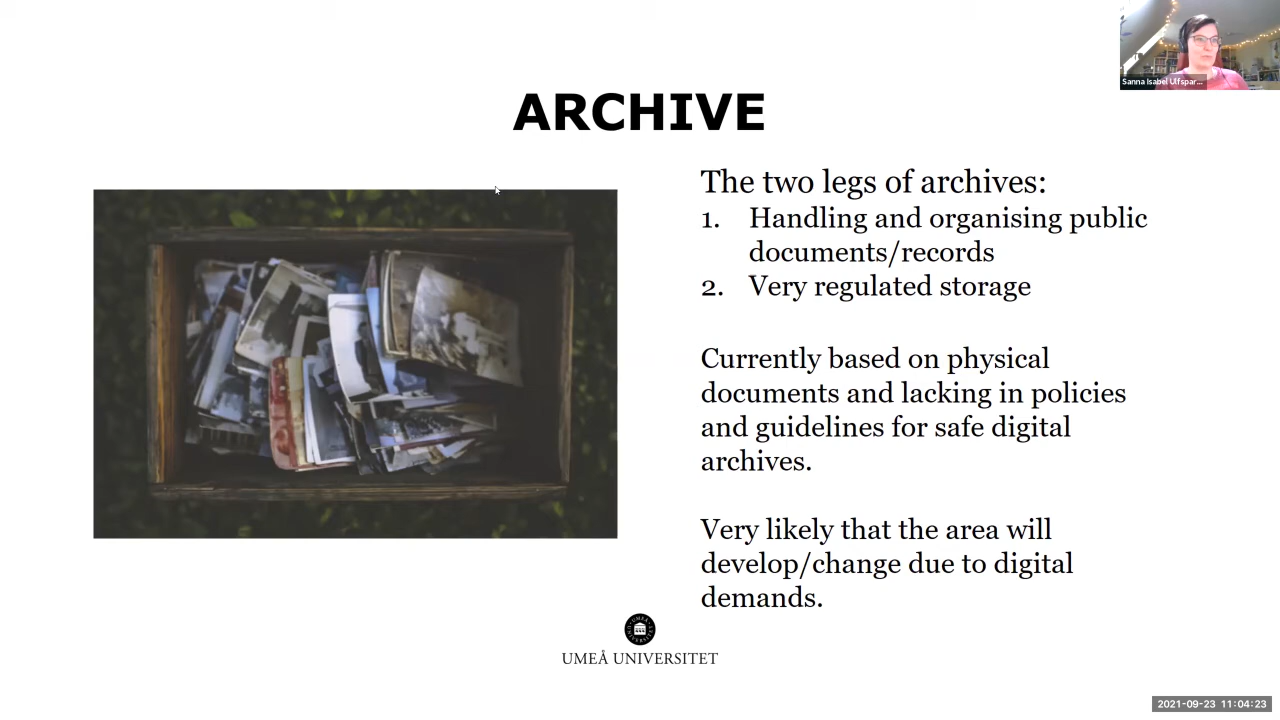 Sanna Isabel Ulfspar...
ARCHIVE
The two legs of archives:
1. Handling and organising public
documents/records
2. Very regulated storage
Currently based on physical
documents and lacking in policies
and guidelines for safe digital
archives.
Very likely that the area will
develop/change due to digital
demands.
UMEÅ UNIVERSITET
2021-09-23 11:04:23